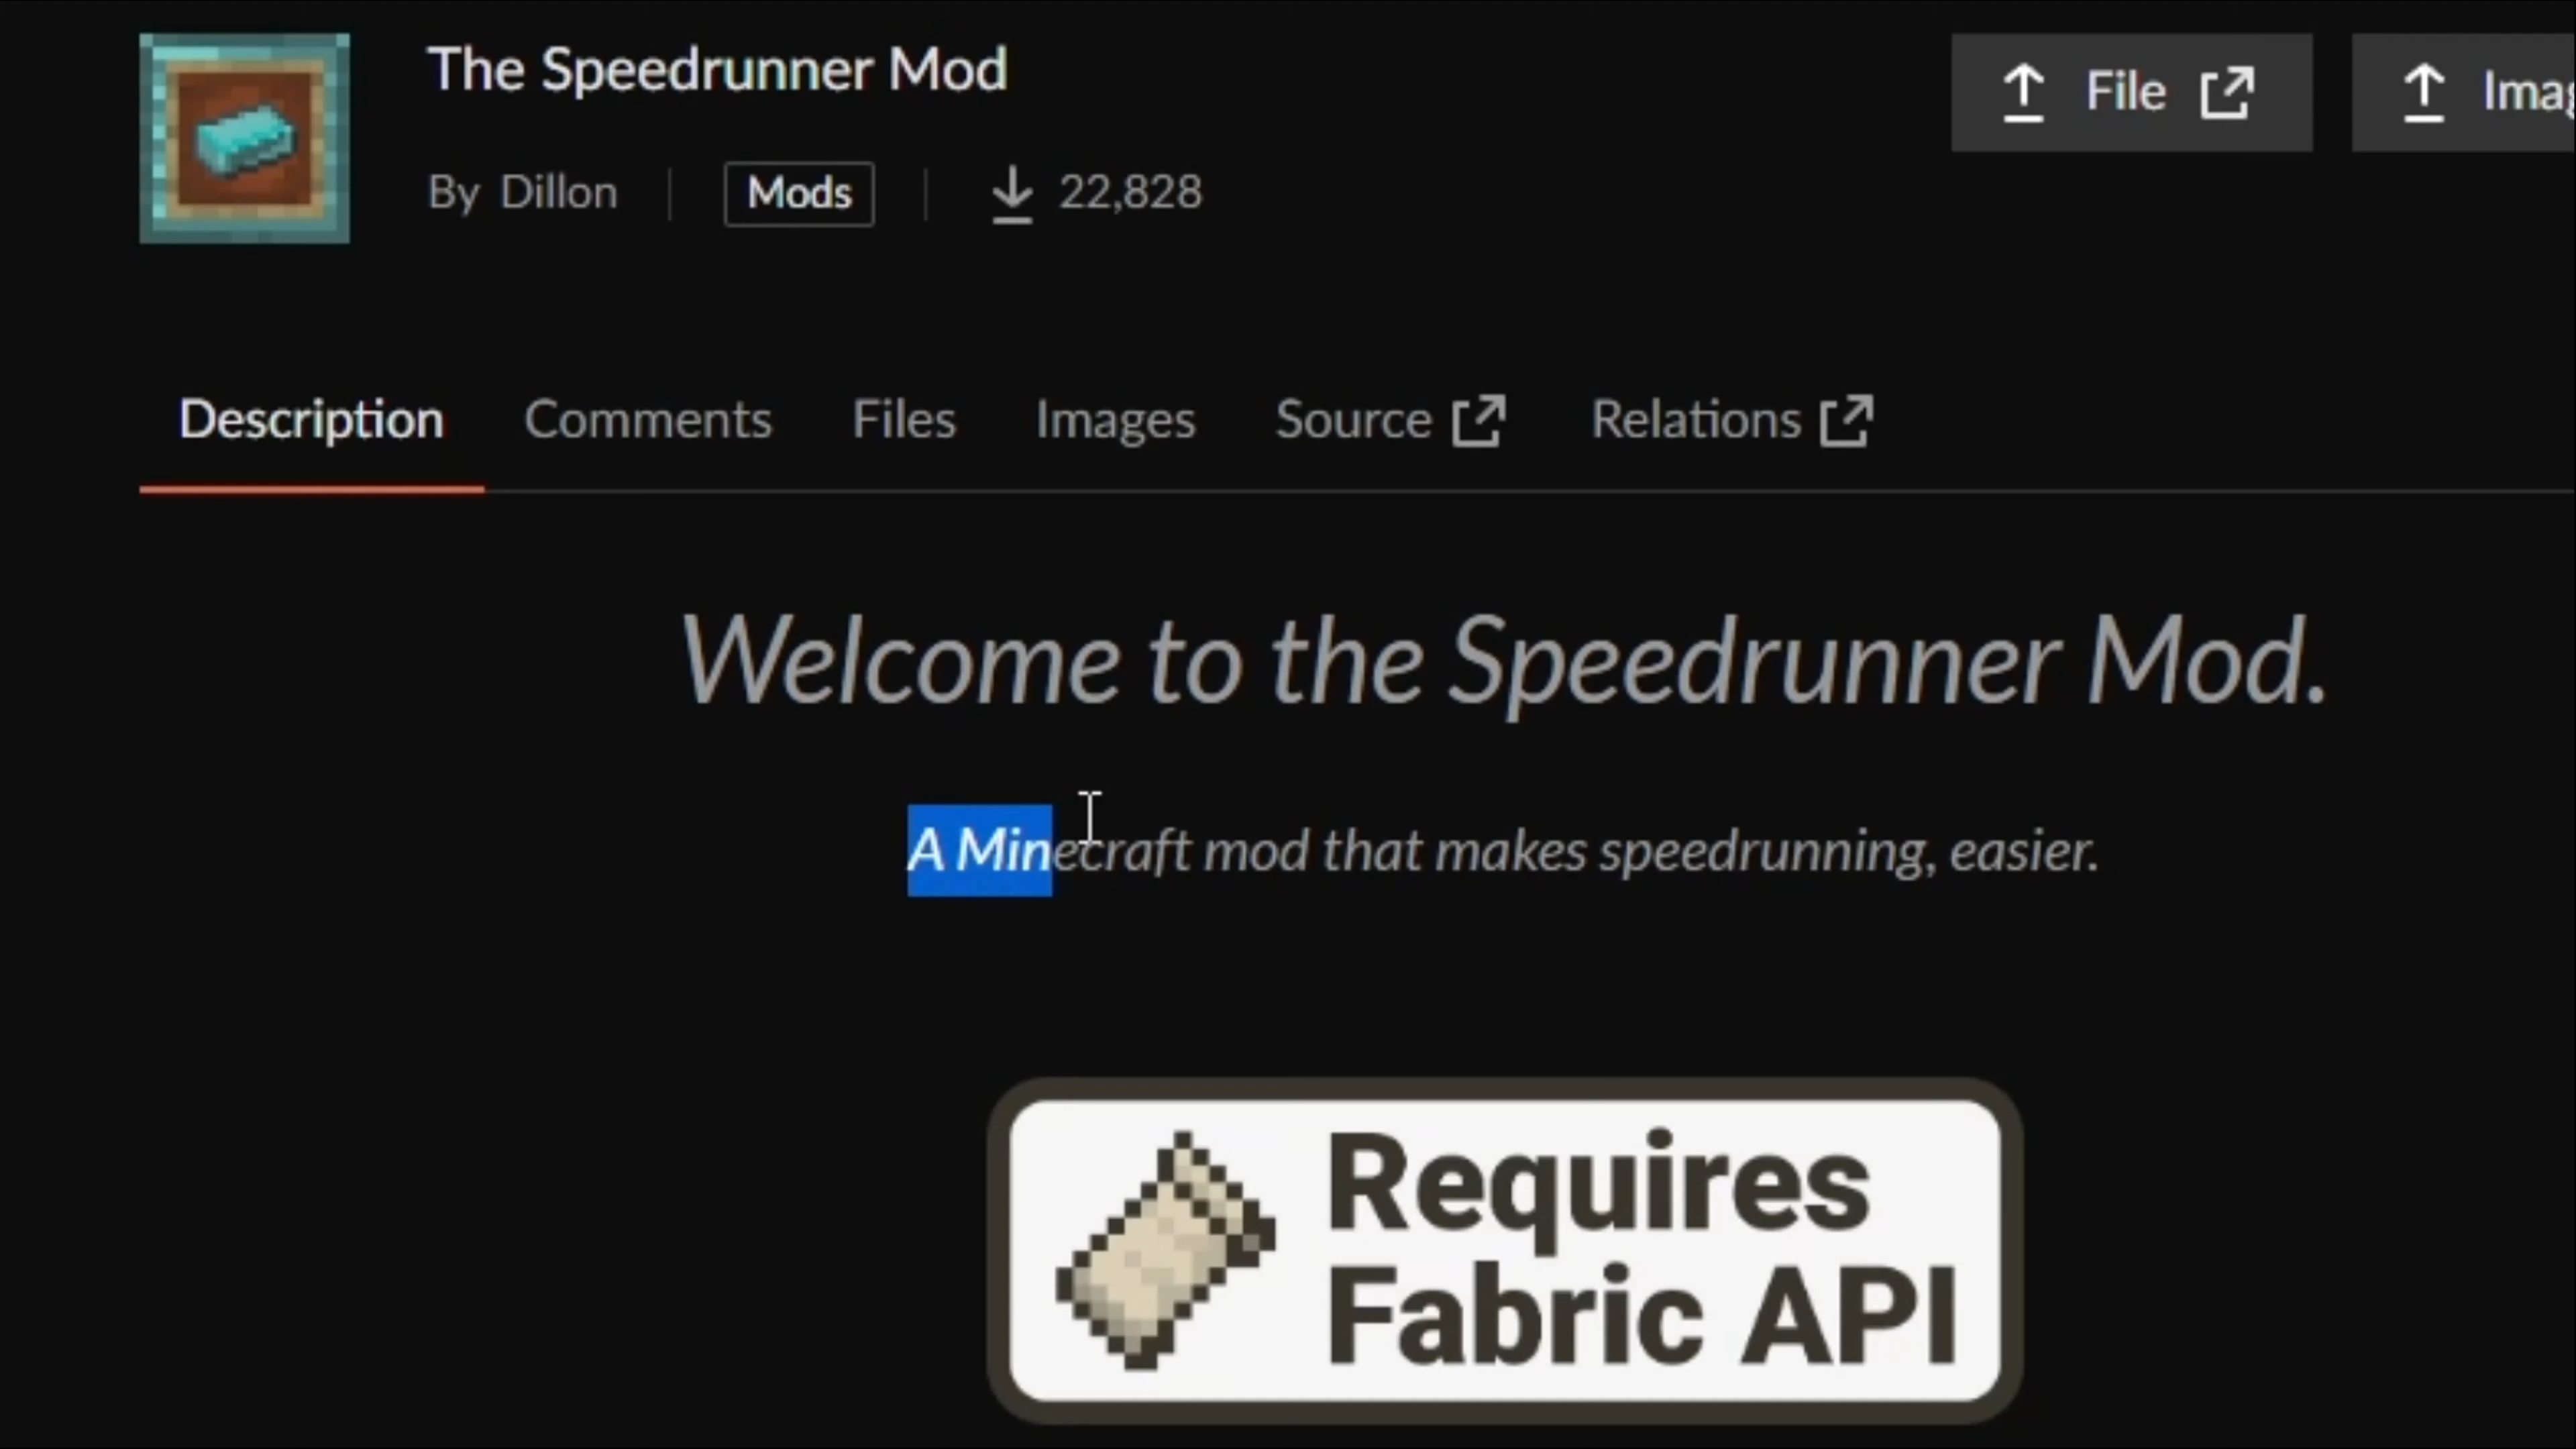 The Speedrunner Mod
File
By Dillon
Mods
22,828
Description
Comments
Files
Images
Source
Relations
Welcome to the Speedrunner Mod.
A Minecraft mod that makes speedrunning, easier.
Requires
Fabric API